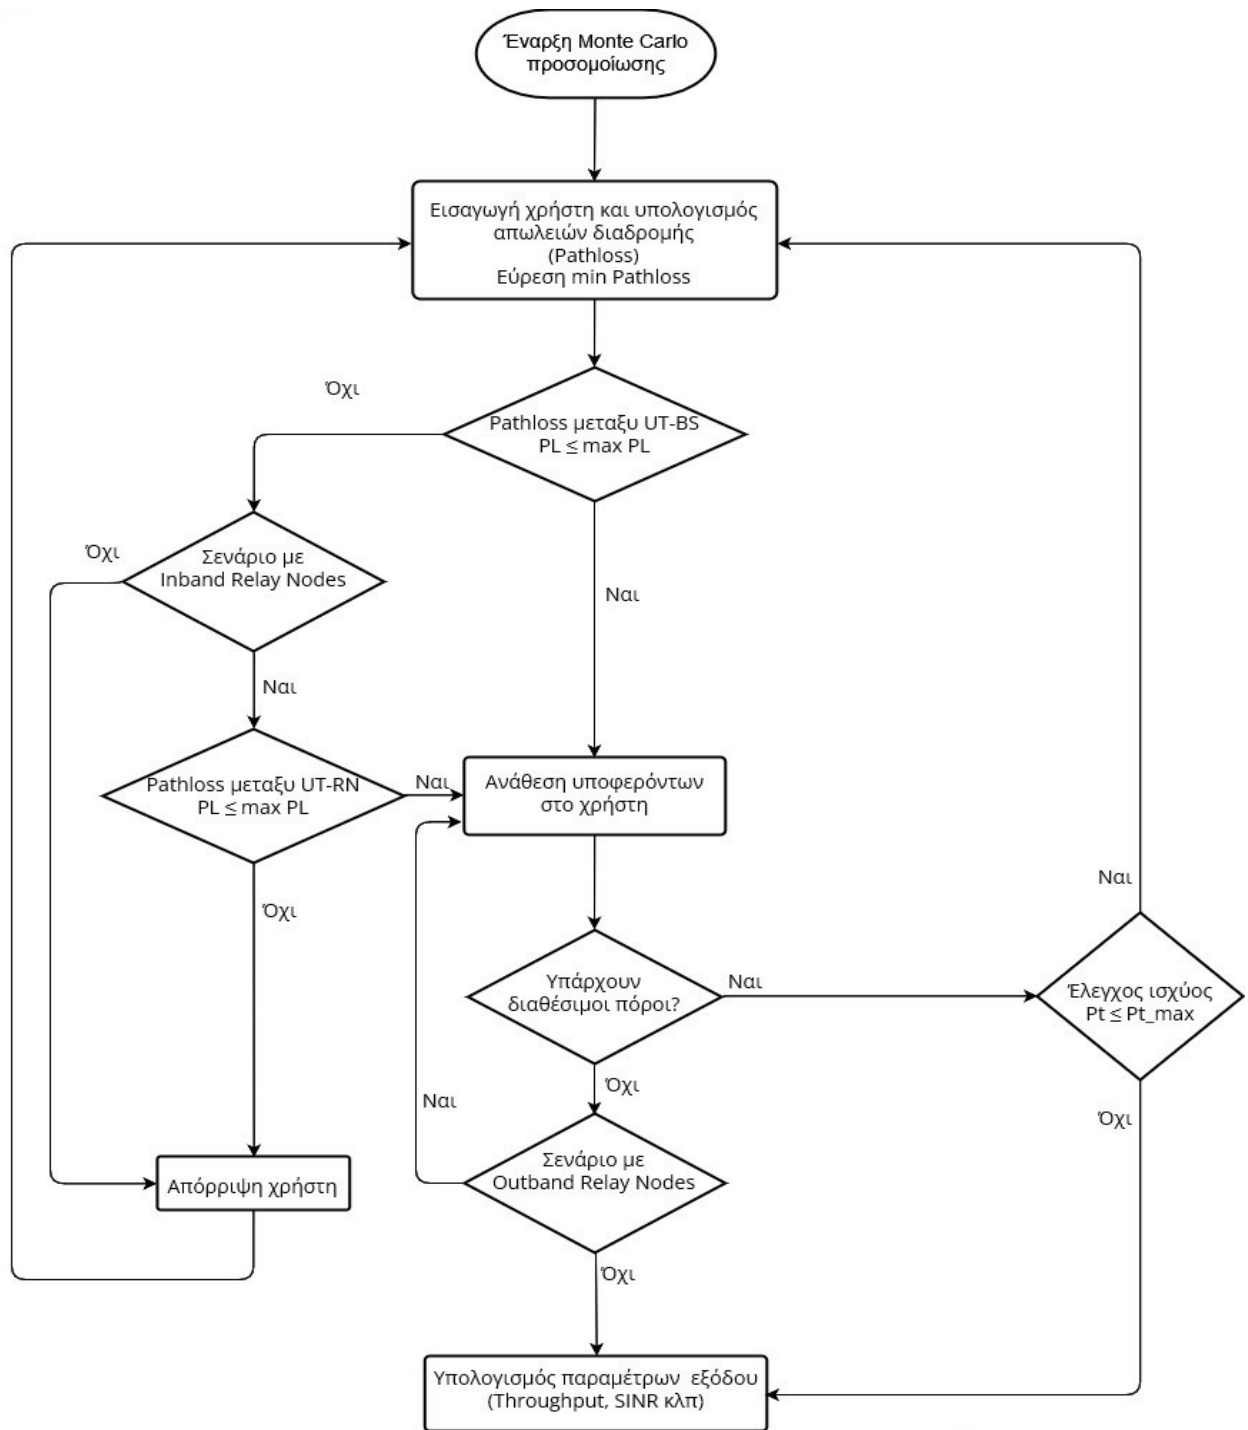 Έναρξη Monte Carlo
προσομοίωσης
Εισαγωγή χρήστη και υπολογισμός
απωλειών διαδρομής
(Pathloss)
Εύρεση min Pathloss
Όχι
Pathloss μεταξυ UT-BS
PL ≤ max PL
Όχι
Σενάριο με
Inband Relay Nodes
Ναι
Ναι
Pathloss μεταξυ UT-RN
PL ≤ max PL
Ναι
Ανάθεση υποφερόντων
στο χρήστη
Όχι
Ναι
Υπάρχουν
διαθέσιμοι πόροι?
Ναι
Έλεγχος ισχύος
Pt ≤ Pt_max
Όχι
Ναι
Όχι
Σενάριο με
Outband Relay Nodes
Απόρριψη χρήστη
Όχι
Υπολογισμός παραμέτρων εξόδου
(Throughput, SINR κλπ)